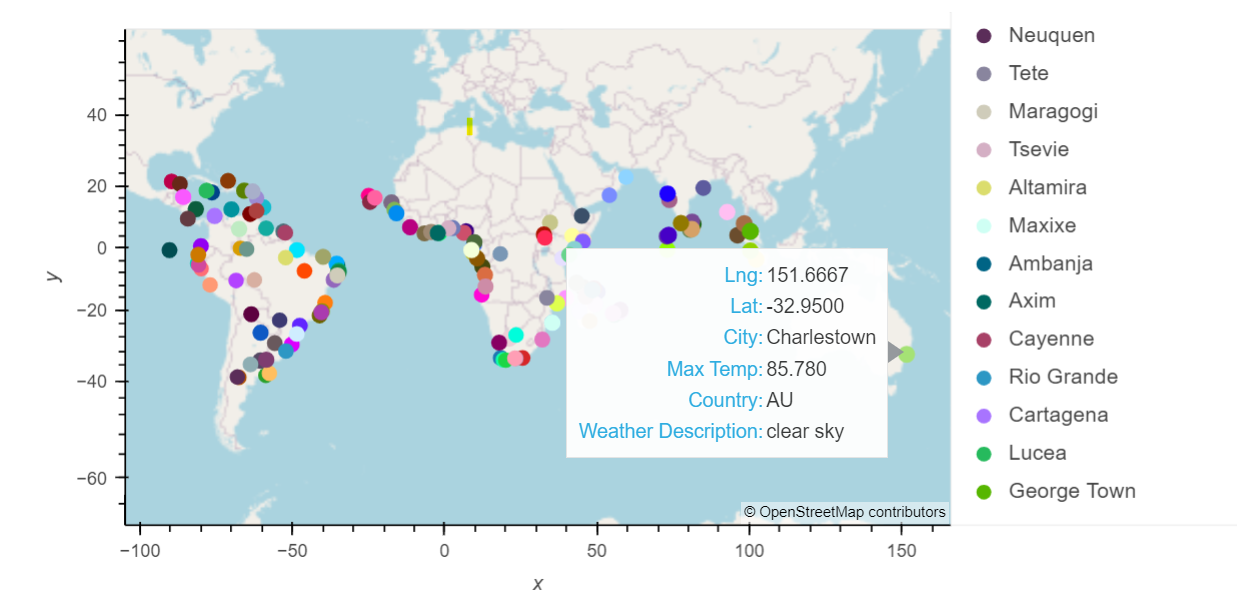 Neuquen
Tete
Maragogi
Tsevie
Altamira
Maxixe
Ambanja
Axim
Cayenne
Rio Grande
Cartagena
Lucea
George Town
y
40
20
0
−20
−40
−60
Lng: 151.6667
Lat: -32.9500
City: Charlestown
Max Temp: 85.780
Country: AU
Weather Description: clear sky
© OpenStreetMap contributors
−100 −50 0 50 100 150
x